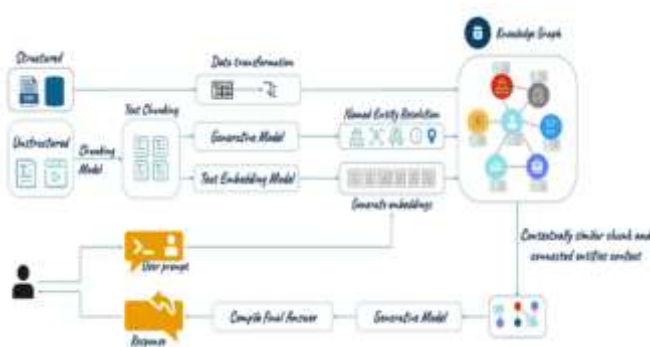 Knowledge Graph
Structured
Data transformation
Text Chunking
Named Entity Resolution
Unstructured
Chunking
Model
Generative Model
Text Embedding Model
Generate embeddings
Contextually similar chunk and
connected entities context
User prompt
Compile Final Answer
Generative Model
Response